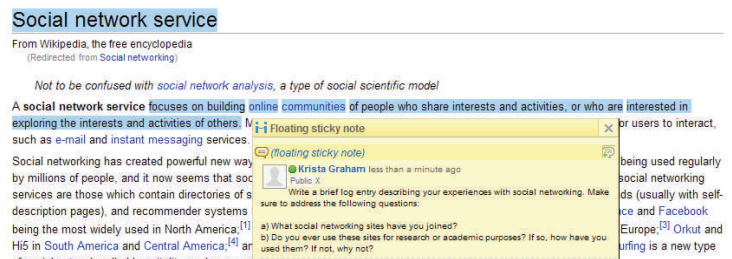 Social network service
From Wikipedia, the free encyclopedia
(Redirected from Social networking)
Not to be confused with social network analysis, a type of social scientific model
A social network service focuses on building online communities of people who share interests and activities, or who are interested in
exploring the interests and activities of others. M
or users to interact,
such as e-mail and instant messaging services.
Floating sticky note
(floating sticky note)
Krista Graham less than a minute ago
Public X
Write a brief log entry describing your experiences with social networking. Make
sure to address the following questions:
a) What social networking sites have you joined?
b) Do you ever use these sites for research or academic purposes? If so, how have you
used them? If not, why not?
Social networking has created powerful new way
being used regularly
by millions of people, and it now seems that soc
social networking
services are those which contain directories of s
ds (usually with self-
description pages), and recommender systems
ce and Facebook
being the most widely used in North America;[1]
Europe;[3] Orkut and
Hi5 in South America and Central America;[4] an
urfing is a new type